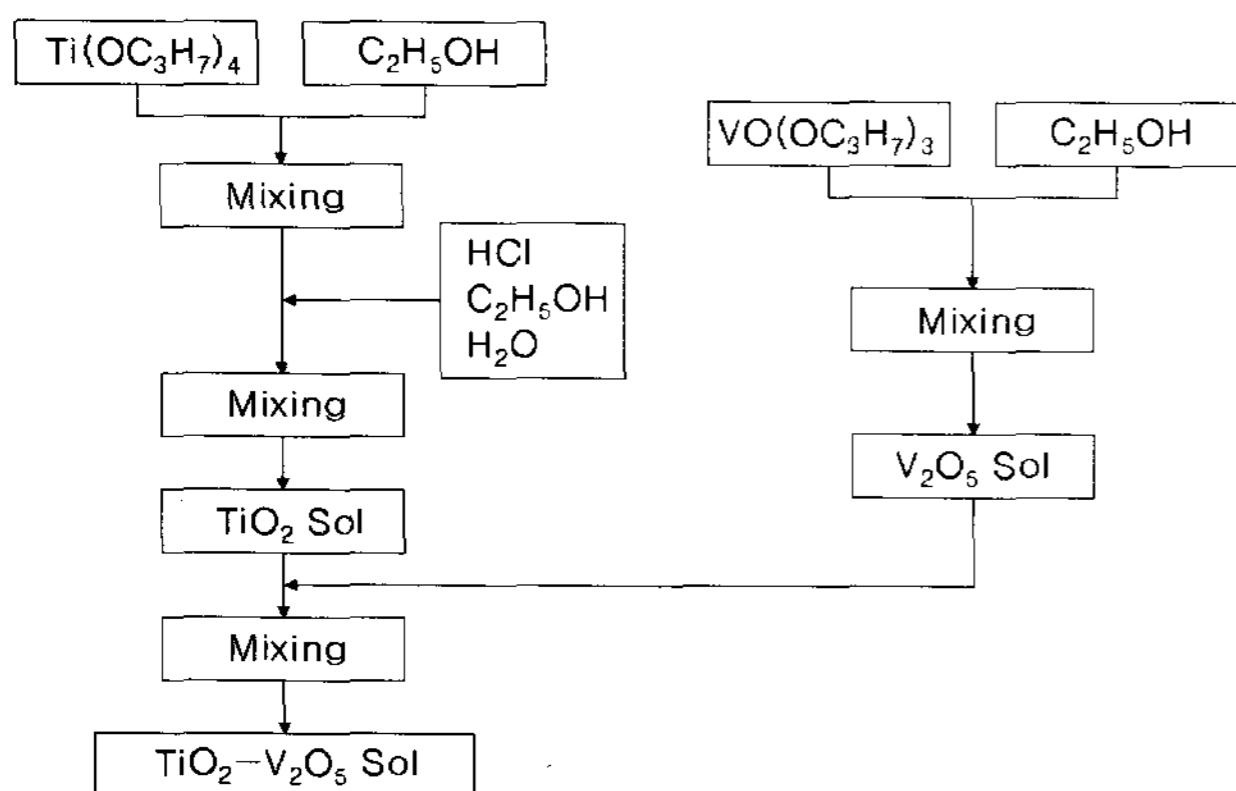 Ti(OC₃H₇)₄
C₂H₅OH
VO(OC₃H₇)₃
C₂H₅OH
Mixing
HCl
C₂H₅OH
H₂O
Mixing
Mixing
TiO₂ Sol
V₂O₅ Sol
Mixing
TiO₂−V₂O₅ Sol